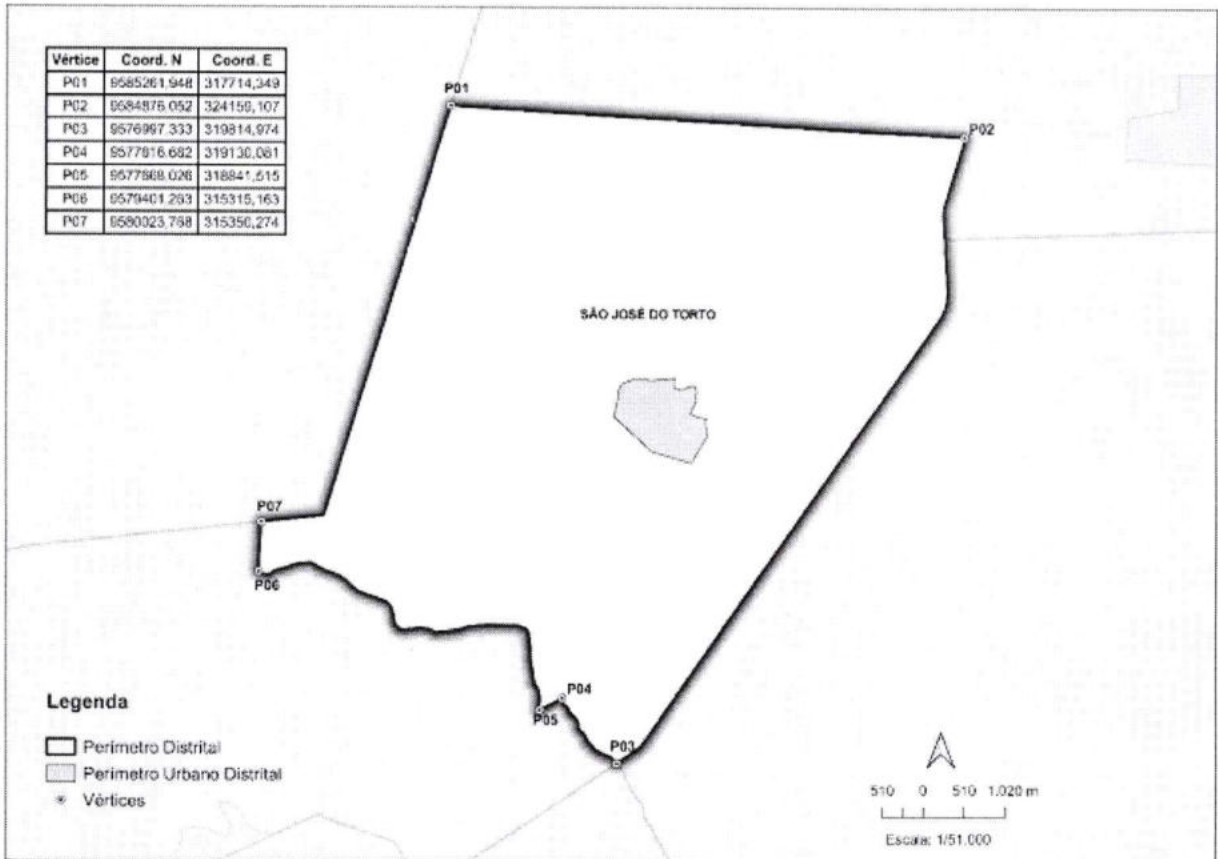 Vértice Coord. N Coord. E
P01 9585261,948 317714,349
P02 9584876,052 324159,107
P03 9576997,333 319814,974
P04 9577816,662 319130,081
P05 9577668,026 318841,515
P06 9579401,263 315315,163
P07 9580023,768 315350,274
P01
P02
SÃO JOSÉ DO TORTO
P07
P06
P04
P05
P03
Legenda
Perímetro Distrital
Perímetro Urbano Distrital
Vértices
510 0 510 1.020 m
Escala: 1/51.000